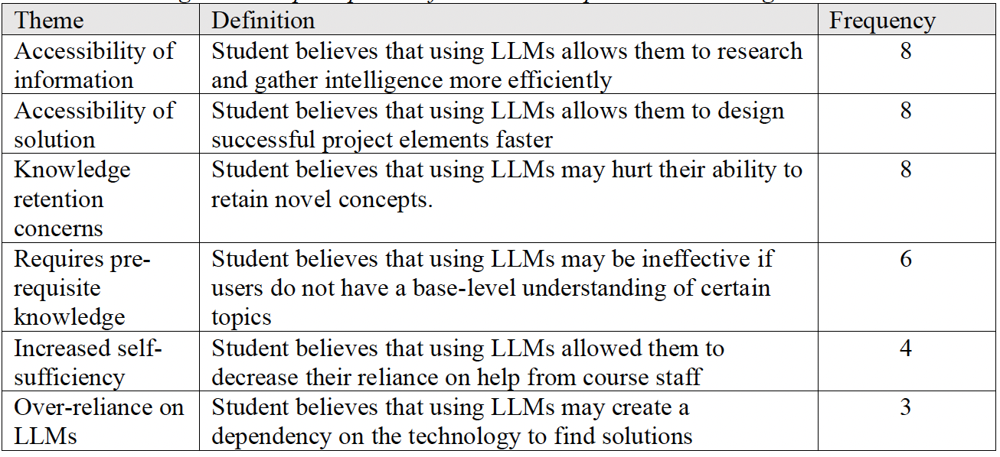 Theme Definition Frequency
Accessibility of information Student believes that using LLMs allows them to research 8
and gather intelligence more efficiently
Accessibility of solution Student believes that using LLMs allows them to design 8
successful project elements faster
Knowledge retention concerns Student believes that using LLMs may hurt their ability to 8
retain novel concepts.
Requires pre-requisite knowledge Student believes that using LLMs may be ineffective if 6
users do not have a base-level understanding of certain
topics
Increased self-sufficiency Student believes that using LLMs allowed them to 4
decrease their reliance on help from course staff
Over-reliance on LLMs Student believes that using LLMs may create a 3
dependency on the technology to find solutions